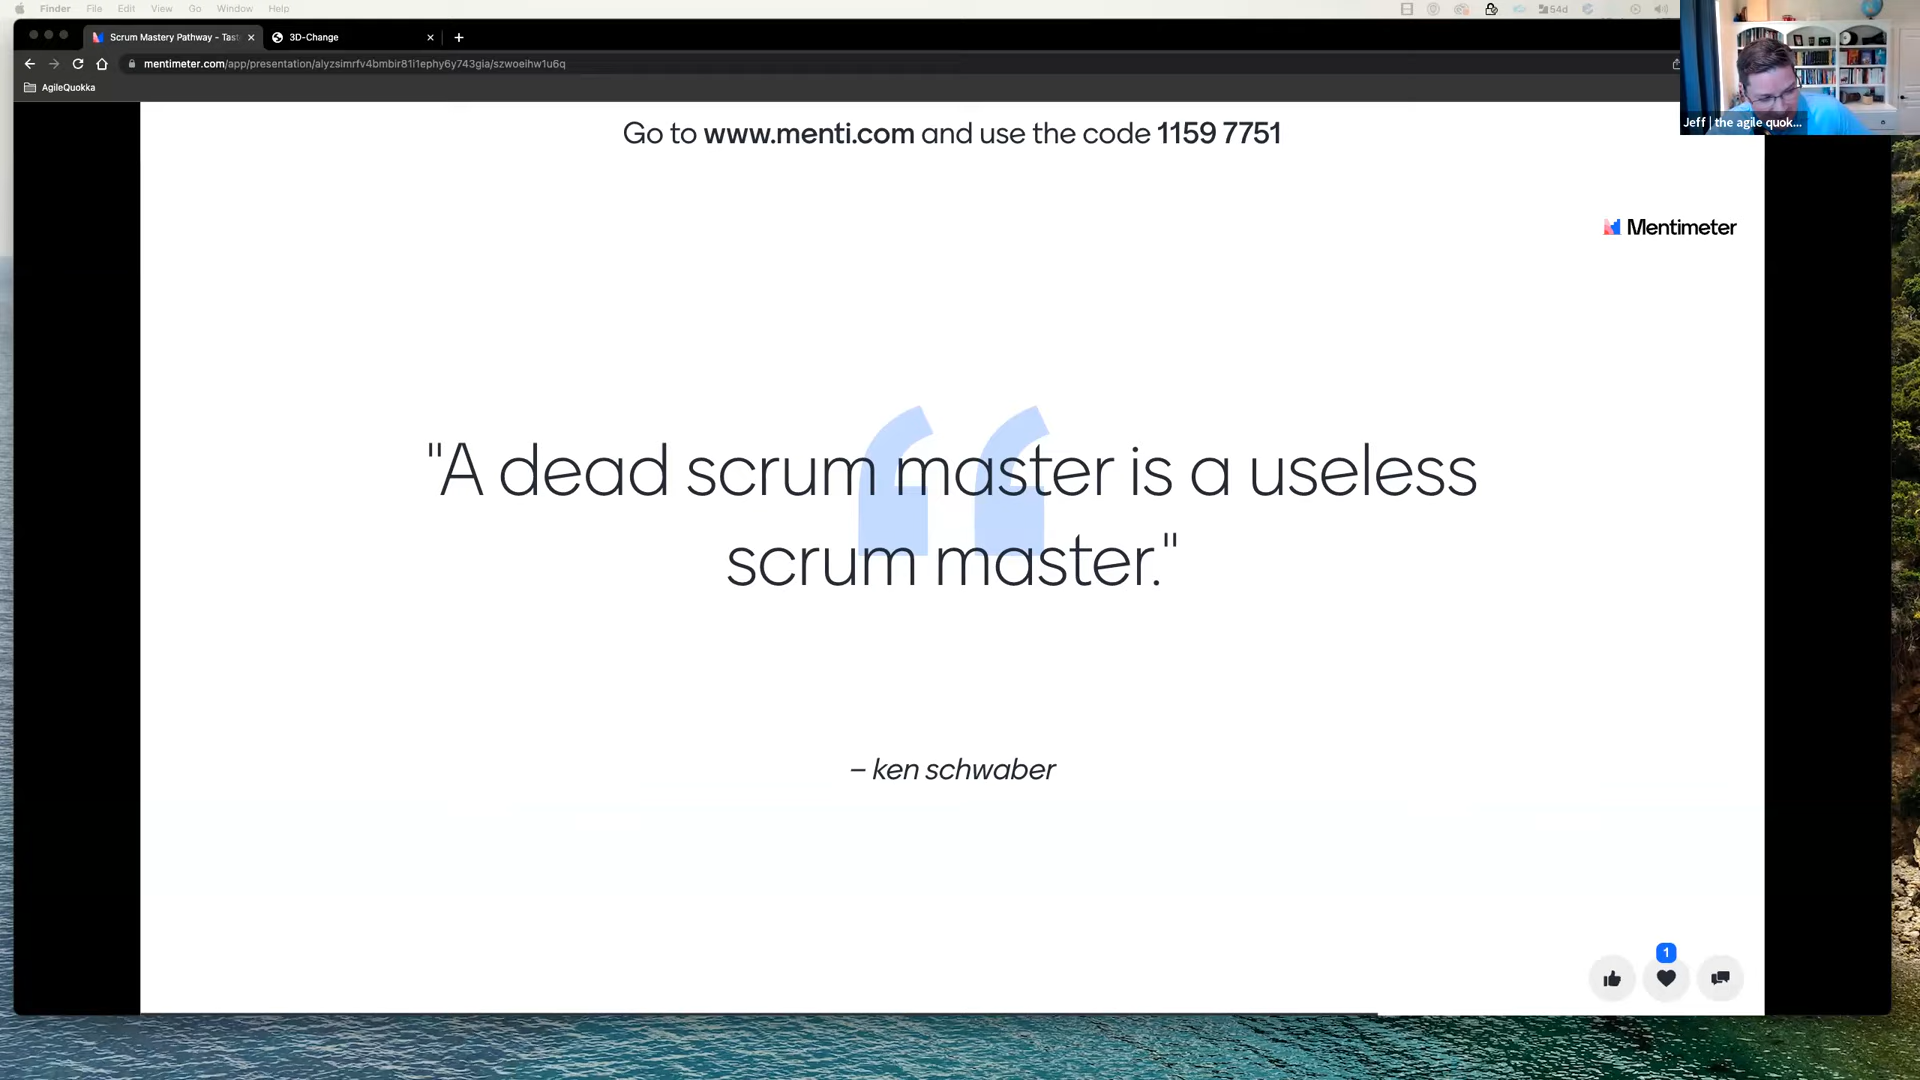 Finder File Edit View Go Window Help
54d
Scrum Mastery Pathway - Tast
3D-Change
mentimeter.com/app/presentation/alyzsimrfv4bmbir81i1ephy6y743gia/szwoeihw1u6q
AgileQuokka
Jeff | the agile quok...
Go to www.menti.com and use the code 1159 7751
Mentimeter
"A dead scrum master is a useless
scrum master."
– ken schwaber
1